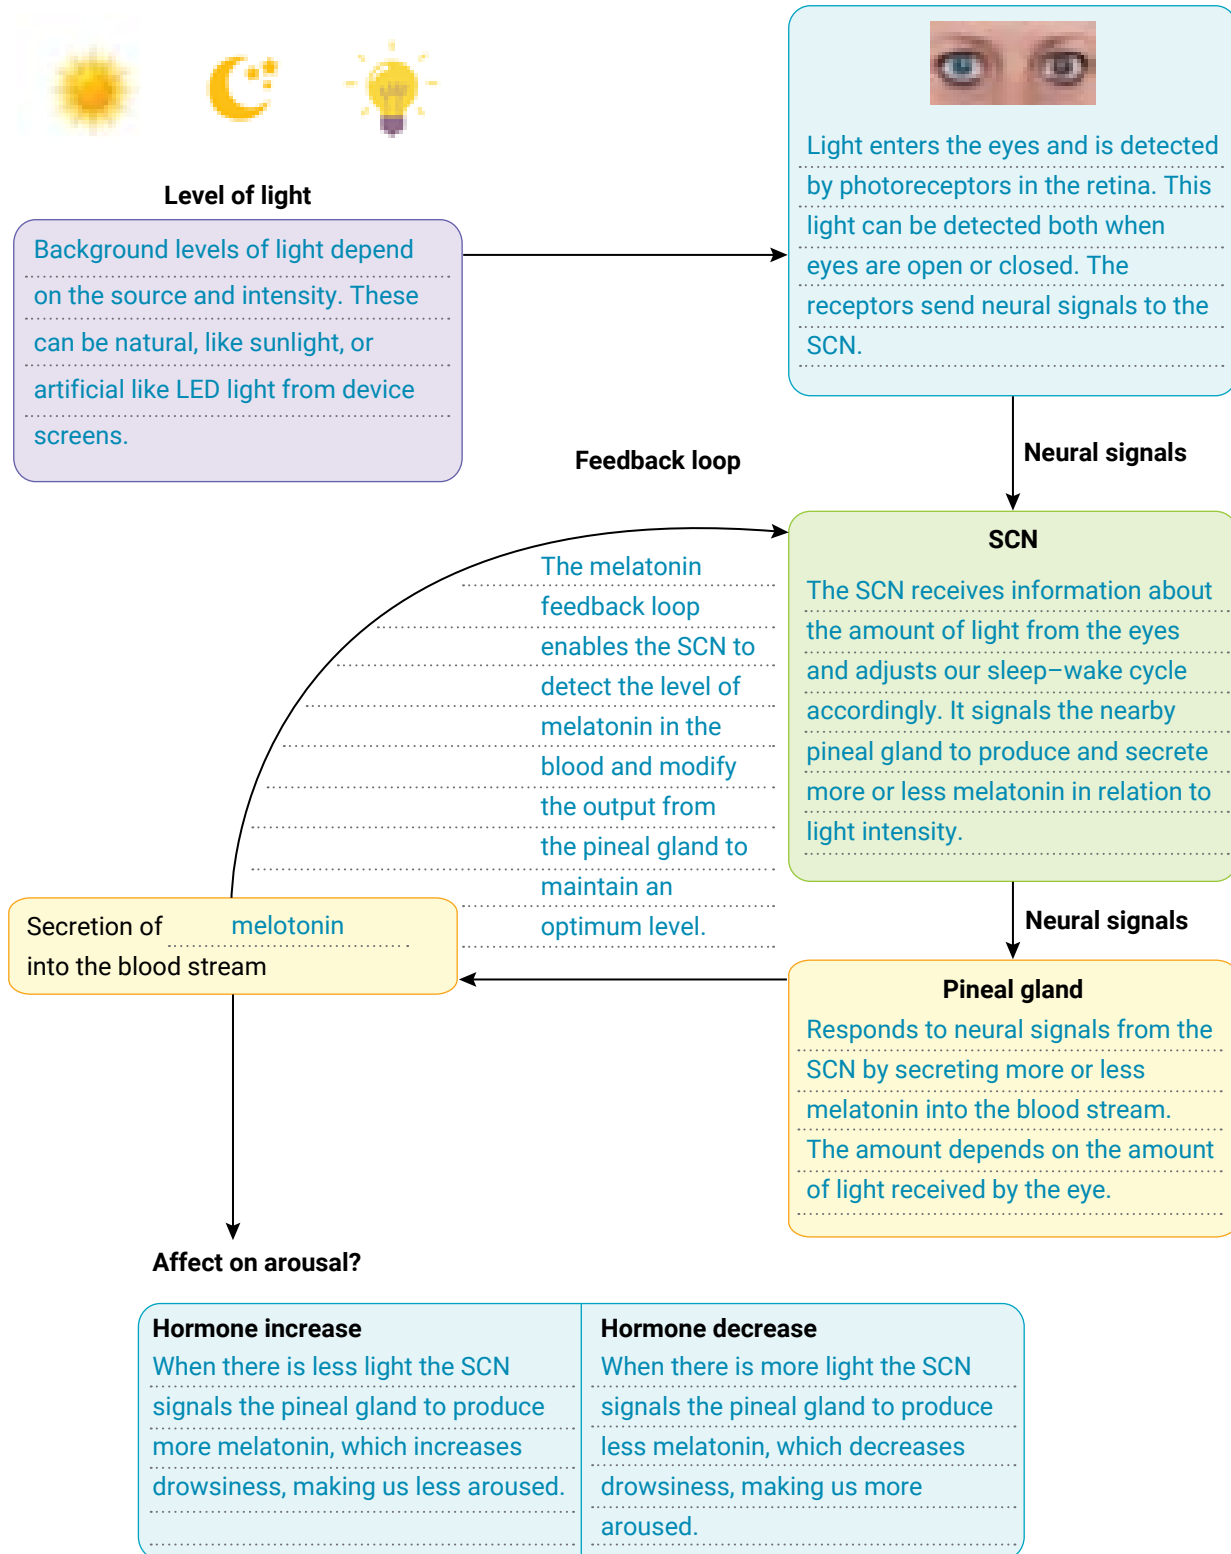 Level of light
Background levels of light depend
on the source and intensity. These
can be natural, like sunlight, or
artificial like LED light from device
screens.
Light enters the eyes and is detected
by photoreceptors in the retina. This
light can be detected both when
eyes are open or closed. The
receptors send neural signals to the
SCN.
Neural signals
Feedback loop
The melatonin
feedback loop
enables the SCN to
detect the level of
melatonin in the
blood and modify
the output from
the pineal gland to
maintain an
optimum level.
SCN
The SCN receives information about
the amount of light from the eyes
and adjusts our sleep–wake cycle
accordingly. It signals the nearby
pineal gland to produce and secrete
more or less melatonin in relation to
light intensity.
Neural signals
Secretion of melotonin
into the blood stream
Pineal gland
Responds to neural signals from the
SCN by secreting more or less
melatonin into the blood stream.
The amount depends on the amount
of light received by the eye.
Affect on arousal?
Hormone increase
When there is less light the SCN
signals the pineal gland to produce
more melatonin, which increases
drowsiness, making us less aroused.
Hormone decrease
When there is more light the SCN
signals the pineal gland to produce
less melatonin, which decreases
drowsiness, making us more
aroused.